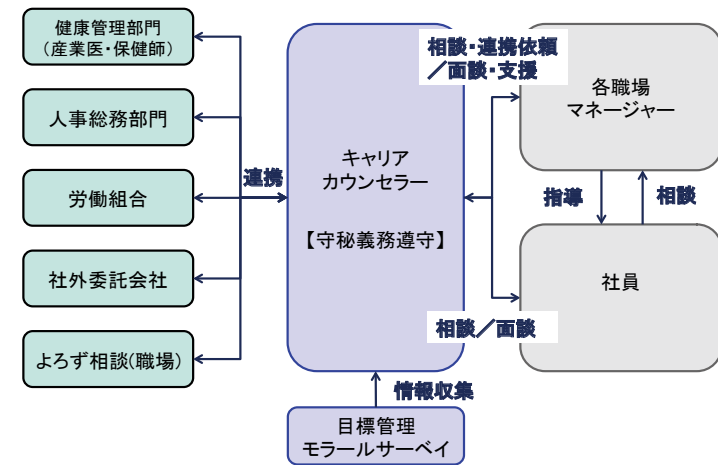 健康管理部門
（産業医・保健師）
人事総務部門
労働組合
社外委託会社
よろず相談(職場)
連携
キャリア
カウンセラー
【守秘義務遵守】
相談・連携依頼
／面談・支援
各職場
マネージャー
指導
相談
社員
相談／面談
情報収集
目標管理
モラールサーベイ